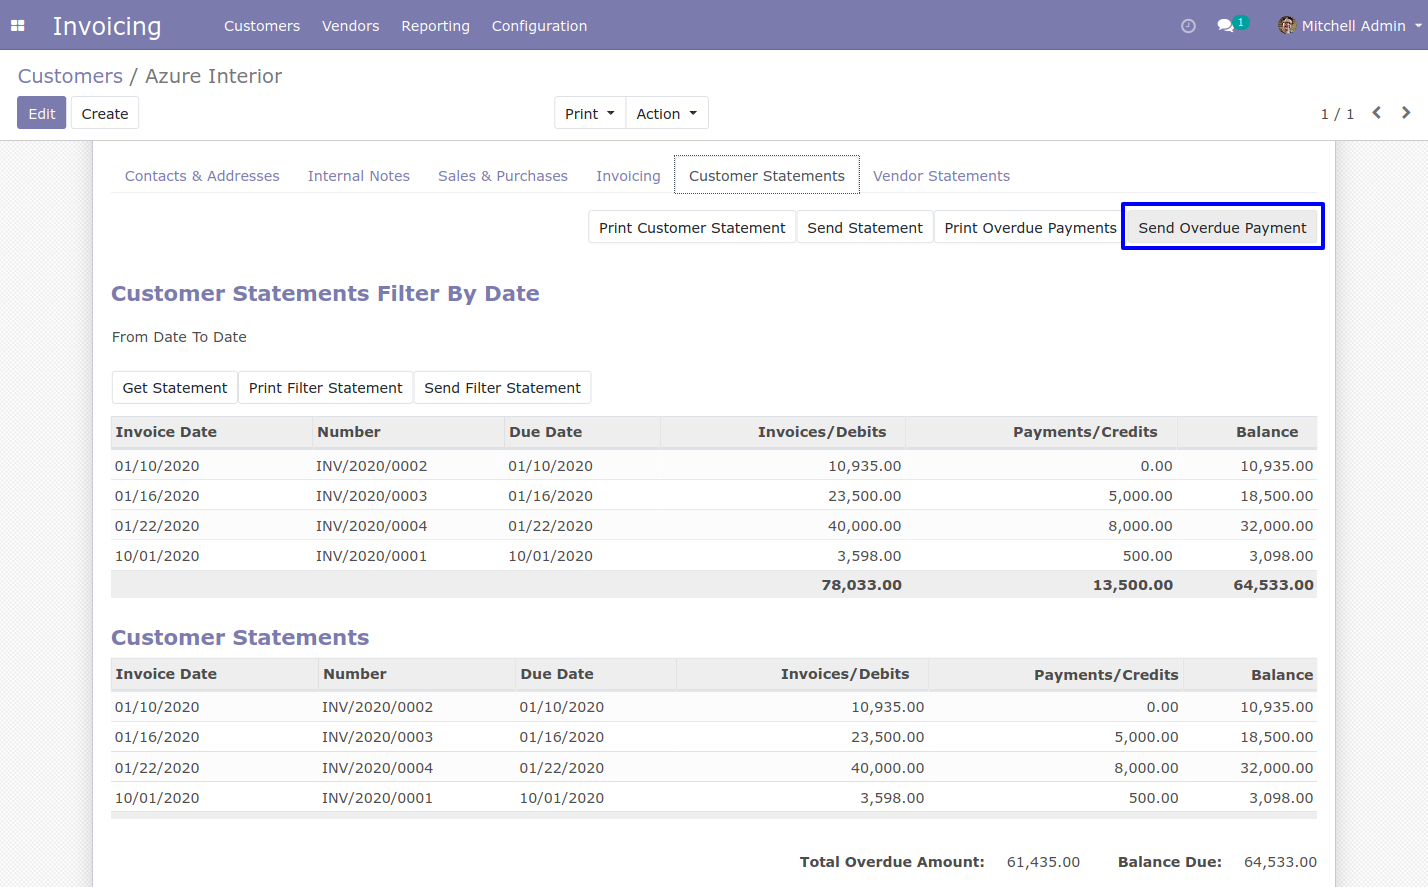 Invoicing Customers Vendors Reporting Configuration 1 Mitchell Admin
Customers / Azure Interior
Edit Create Print Action 1 / 1
Contacts & Addresses Internal Notes Sales & Purchases Invoicing Customer Statements Vendor Statements
Print Customer Statement Send Statement Print Overdue Payments Send Overdue Payment
Customer Statements Filter By Date
From Date To Date
Get Statement Print Filter Statement Send Filter Statement
Invoice Date Number Due Date Invoices/Debits Payments/Credits Balance
01/10/2020 INV/2020/0002 01/10/2020 10,935.00 0.00 10,935.00
01/16/2020 INV/2020/0003 01/16/2020 23,500.00 5,000.00 18,500.00
01/22/2020 INV/2020/0004 01/22/2020 40,000.00 8,000.00 32,000.00
10/01/2020 INV/2020/0001 10/01/2020 3,598.00 500.00 3,098.00
78,033.00 13,500.00 64,533.00
Customer Statements
Invoice Date Number Due Date Invoices/Debits Payments/Credits Balance
01/10/2020 INV/2020/0002 01/10/2020 10,935.00 0.00 10,935.00
01/16/2020 INV/2020/0003 01/16/2020 23,500.00 5,000.00 18,500.00
01/22/2020 INV/2020/0004 01/22/2020 40,000.00 8,000.00 32,000.00
10/01/2020 INV/2020/0001 10/01/2020 3,598.00 500.00 3,098.00
Total Overdue Amount: 61,435.00 Balance Due: 64,533.00